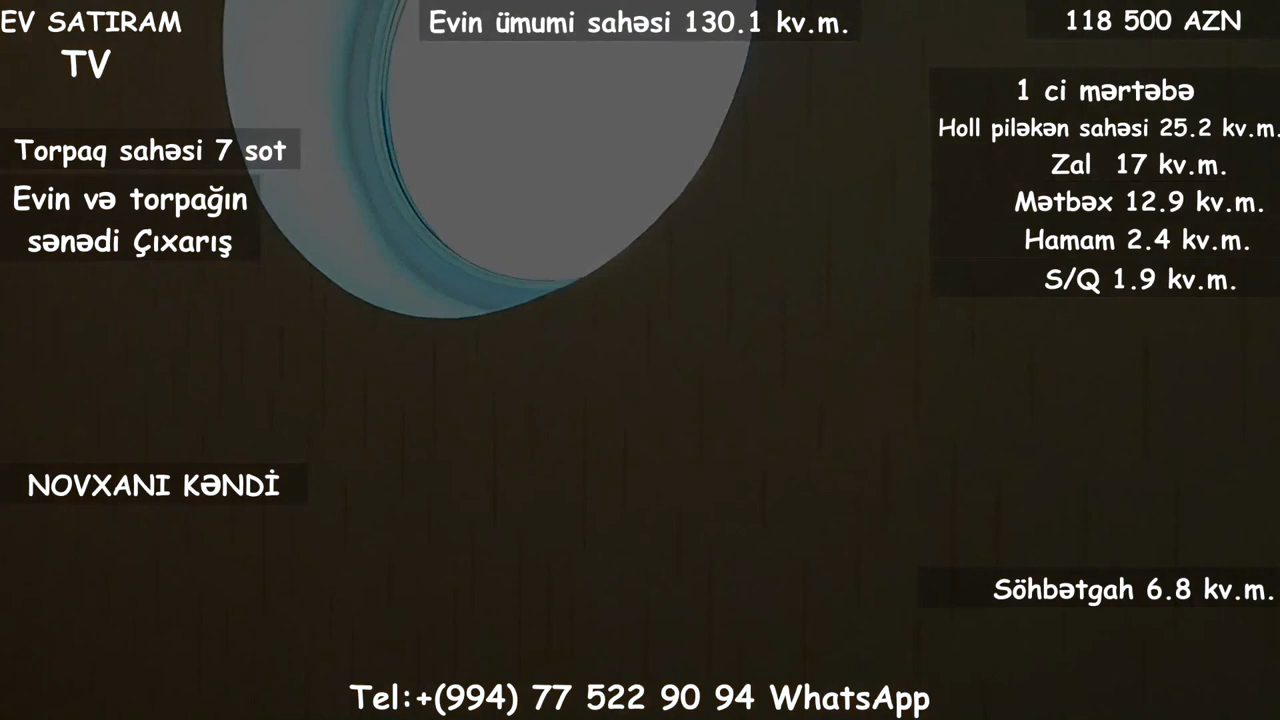 EV SATIRAM
TV
Evin ümumi sahəsi 130.1 kv.m.
118 500 AZN
Torpaq sahəsi 7 sot
Evin və torpağın
sənədi Çıxarış
1 ci mərtəbə
Holl piləkən sahəsi 25.2 kv.m.
Zal 17 kv.m.
Mətbəx 12.9 kv.m.
Hamam 2.4 kv.m.
S/Q 1.9 kv.m.
NOVXANI KƏNDİ
Söhbətgah 6.8 kv.m.
Tel:+(994) 77 522 90 94 WhatsApp